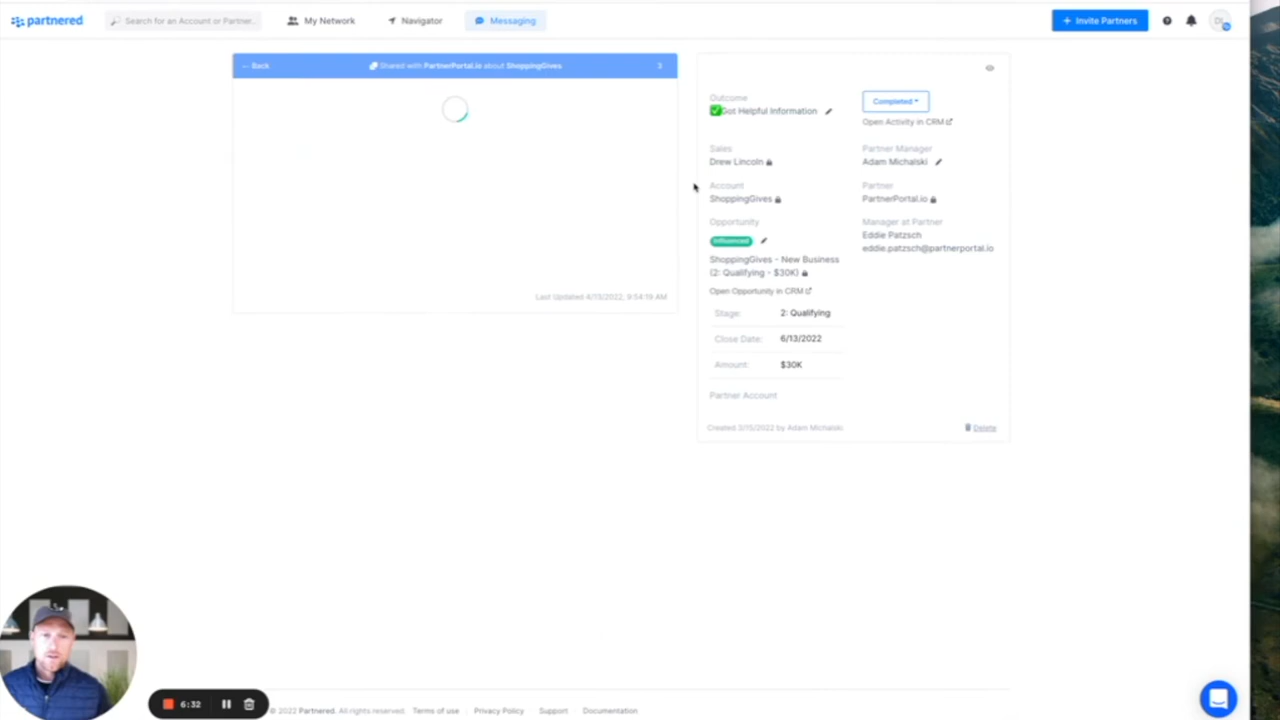 partnered
Search for an Account or Partner...
My Network
Navigator
Messaging
+ Invite Partners
← Back
Shared with PartnerPortal.io about ShoppingGives
3
Last Updated 4/13/2022, 9:54:19 AM
Outcome
Got Helpful Information
Completed
Open Activity in CRM
Sales
Drew Lincoln
Partner Manager
Adam Michalski
Account
ShoppingGives
Partner
PartnerPortal.io
Opportunity
Influenced
ShoppingGives - New Business
(2: Qualifying - $30K)
Open Opportunity in CRM
Manager at Partner
Eddie Patzsch
eddie.patzsch@partnerportal.io
Stage: 2: Qualifying
Close Date: 6/13/2022
Amount: $30K
Partner Account
Created 3/15/2022 by Adam Michalski
Delete
6:32
© 2022 Partnered. All rights reserved.
Terms of use
Privacy Policy
Support
Documentation